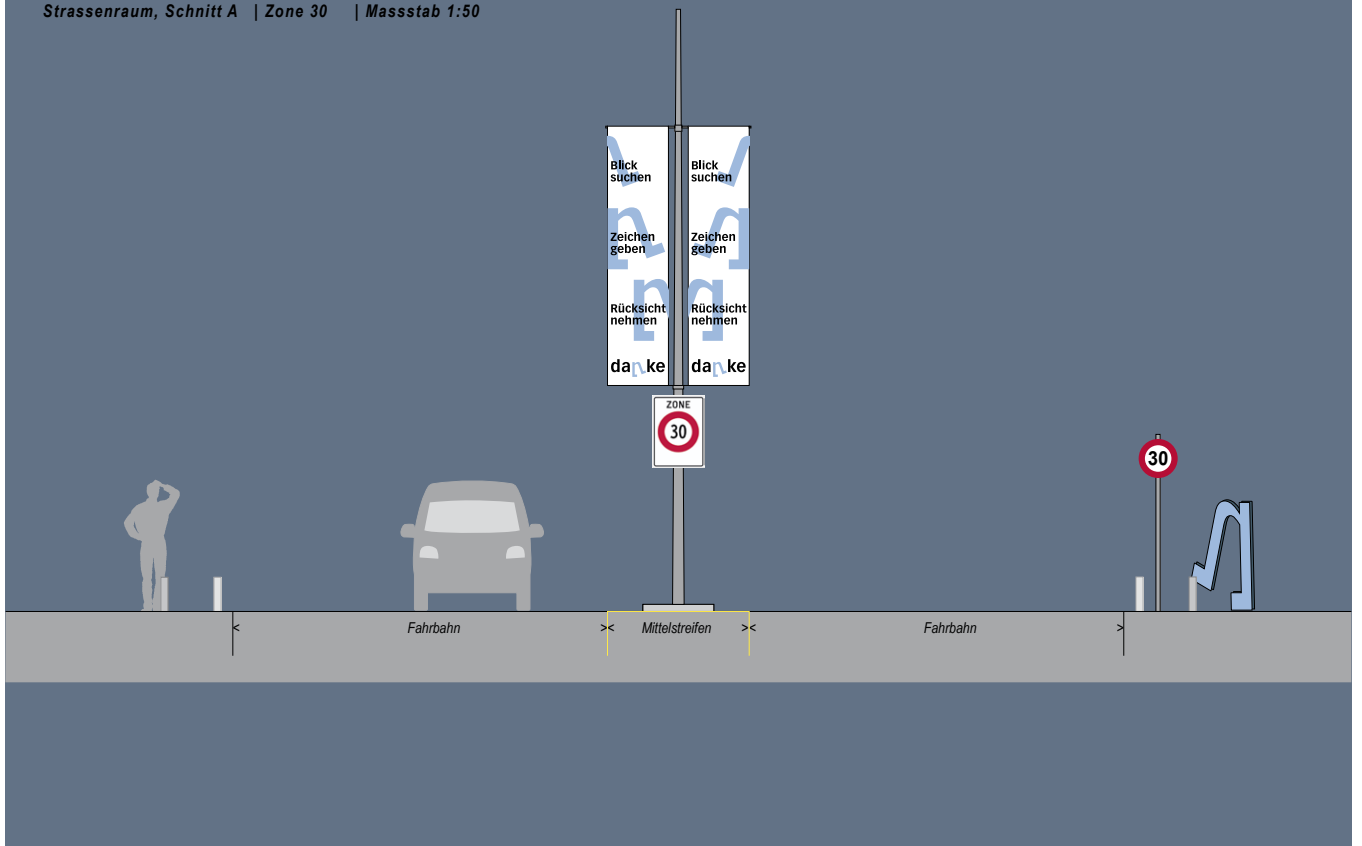 Strassenraum, Schnitt A | Zone 30 | Massstab 1:50
Blick
suchen
Zeichen
geben
Rücksicht
nehmen
danke
Blick
suchen
Zeichen
geben
Rücksicht
nehmen
danke
ZONE
30
30
< Fahrbahn >< Mittelstreifen >< Fahrbahn >